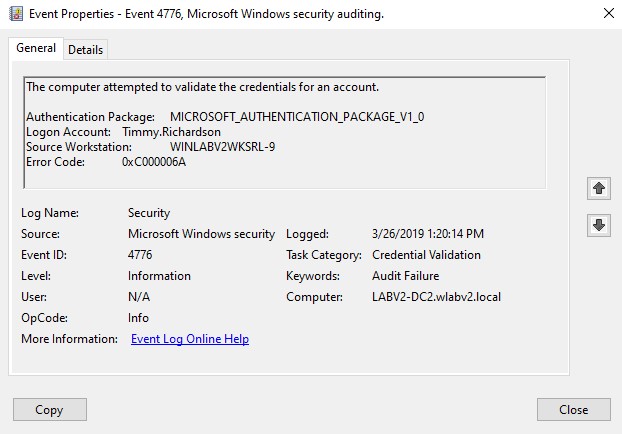 Event Properties - Event 4776, Microsoft Windows security auditing.
General Details
The computer attempted to validate the credentials for an account.
Authentication Package: MICROSOFT_AUTHENTICATION_PACKAGE_V1_0
Logon Account: Timmy.Richardson
Source Workstation: WINLABV2WKSRL-9
Error Code: 0xC000006A
Log Name: Security
Source: Microsoft Windows security Logged: 3/26/2019 1:20:14 PM
Event ID: 4776 Task Category: Credential Validation
Level: Information Keywords: Audit Failure
User: N/A Computer: LABV2-DC2.wlabv2.local
OpCode: Info
More Information: Event Log Online Help
Copy Close